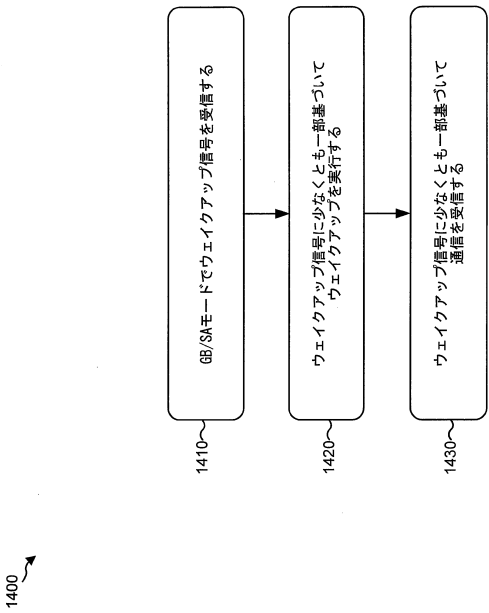 1400
1410
GB/SAモードでウェイクアップ信号を受信する
1420
ウェイクアップ信号に少なくとも一部基づいて
ウェイクアップを実行する
1430
ウェイクアップ信号に少なくとも一部基づいて
通信を受信する